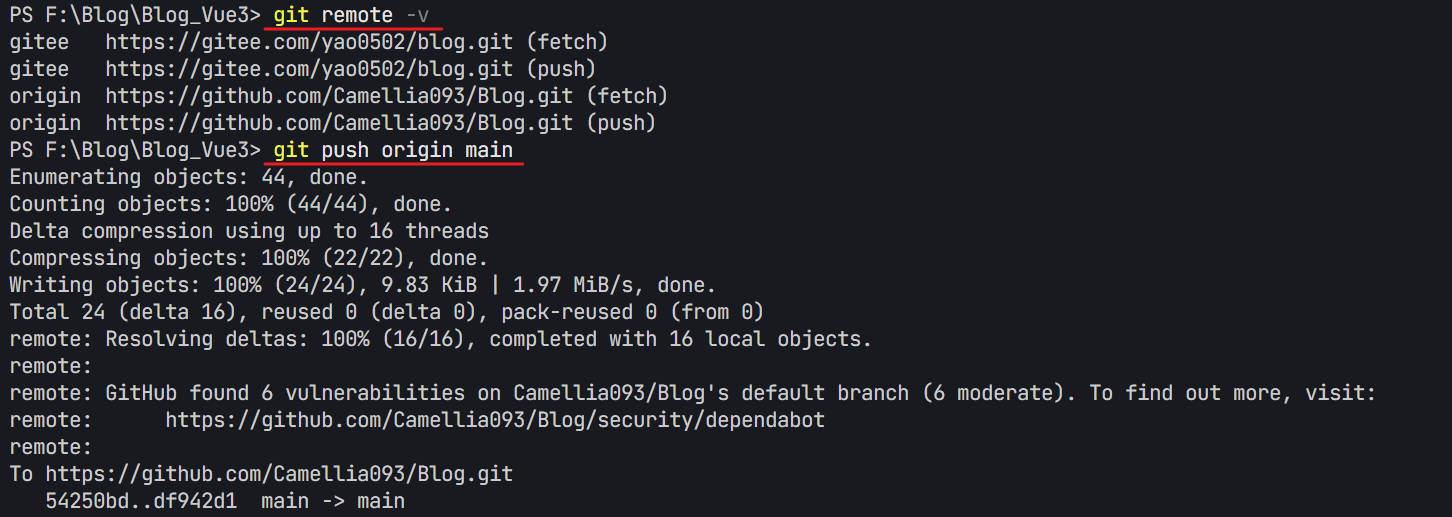 PS F:\Blog\Blog_Vue3> git remote -v
gitee   https://gitee.com/yao0502/blog.git (fetch)
gitee   https://gitee.com/yao0502/blog.git (push)
origin  https://github.com/Camellia093/Blog.git (fetch)
origin  https://github.com/Camellia093/Blog.git (push)
PS F:\Blog\Blog_Vue3> git push origin main
Enumerating objects: 44, done.
Counting objects: 100% (44/44), done.
Delta compression using up to 16 threads
Compressing objects: 100% (22/22), done.
Writing objects: 100% (24/24), 9.83 KiB | 1.97 MiB/s, done.
Total 24 (delta 16), reused 0 (delta 0), pack-reused 0 (from 0)
remote: Resolving deltas: 100% (16/16), completed with 16 local objects.
remote:
remote: GitHub found 6 vulnerabilities on Camellia093/Blog's default branch (6 moderate). To find out more, visit:
remote:      https://github.com/Camellia093/Blog/security/dependabot
remote:
To https://github.com/Camellia093/Blog.git
   54250bd..df942d1  main -> main